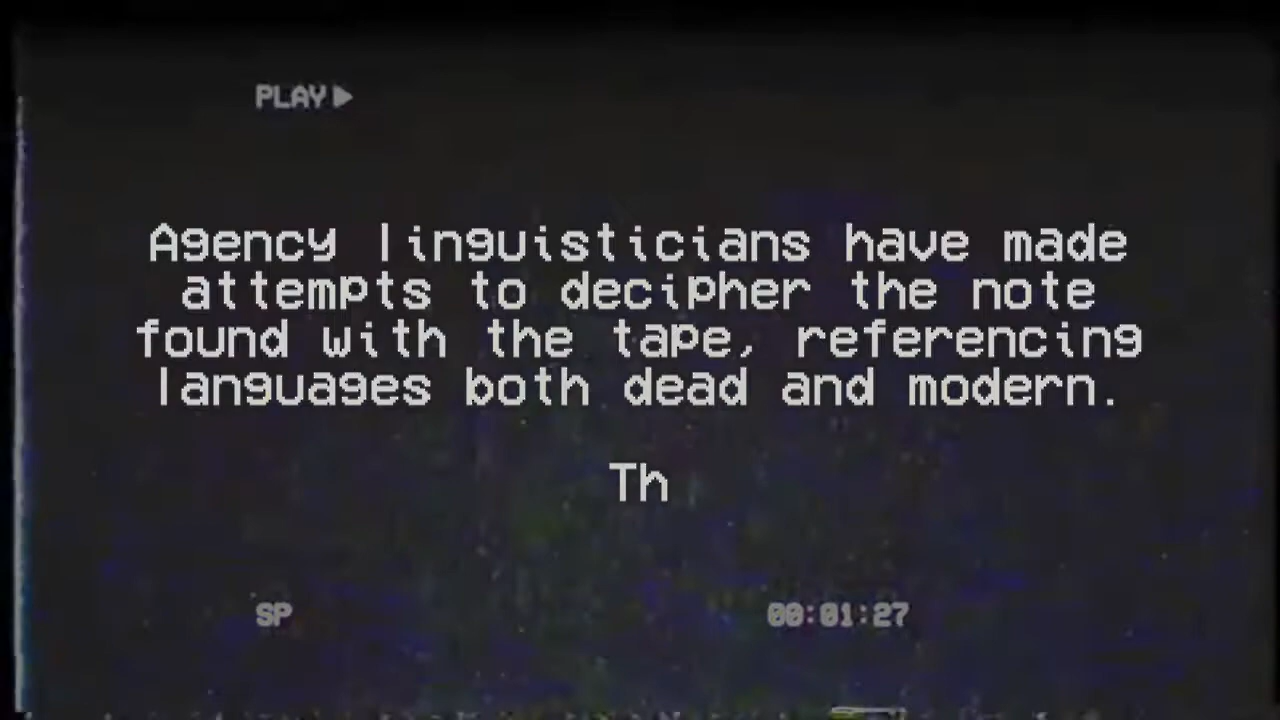 PLAY▶
Agency linguisticians have made
attempts to decipher the note
found with the tape, referencing
languages both dead and modern.
Th
SP
00:01:27